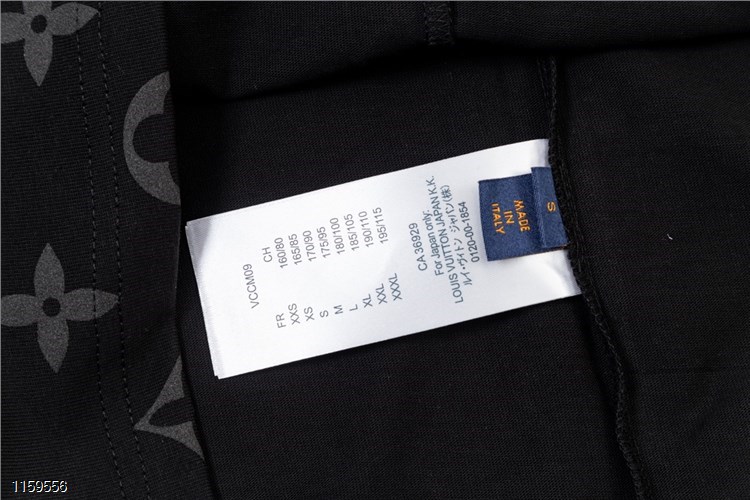 VCCM09
FR CH
XXS 160/80
XS 165/85
S 170/90
M 175/95
L 180/100
XL 185/105
XXL 190/110
XXXL 195/115
CA 36929
For Japan only.
LOUIS VUITTON JAPAN K.K.
ルイ・ヴィトン ジャパン(株)
0120-00-1854
MADE
IN
ITALY
S
1159556